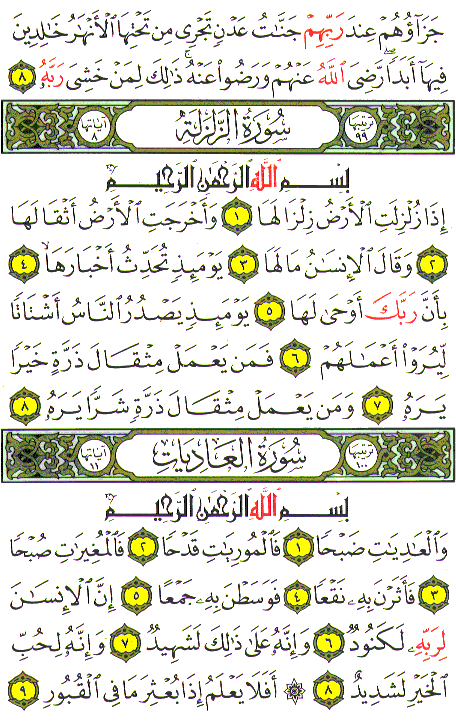 جَزَآؤُهُمْ عِندَ رَبِّهِمْ جَنَّٰتُ عَدْنٍ تَجْرِى مِن تَحْتِهَا ٱلْأَنْهَٰرُ خَٰلِدِينَ
فِيهَآ أَبَدًا ۖ رَّضِىَ ٱللَّهُ عَنْهُمْ وَرَضُوا۟ عَنْهُ ۚ ذَٰلِكَ لِمَنْ خَشِىَ رَبَّهُۥ ٨
ترتيبها ٩٩ سُورَةُ الزَّلْزَلَة آياتها ٨
بِسْمِ ٱللَّهِ ٱلرَّحْمَٰنِ ٱلرَّحِيمِ
إِذَا زُلْزِلَتِ ٱلْأَرْضُ زِلْزَالَهَا ١ وَأَخْرَجَتِ ٱلْأَرْضُ أَثْقَالَهَا
٢ وَقَالَ ٱلْإِنسَٰنُ مَا لَهَا ٣ يَوْمَئِذٍ تُحَدِّثُ أَخْبَارَهَا ٤
بِأَنَّ رَبَّكَ أَوْحَىٰ لَهَا ٥ يَوْمَئِذٍ يَصْدُرُ ٱلنَّاسُ أَشْتَاتًا
لِّيُرَوْا۟ أَعْمَٰلَهُمْ ٦ فَمَن يَعْمَلْ مِثْقَالَ ذَرَّةٍ خَيْرًا
يَرَهُۥ ٧ وَمَن يَعْمَلْ مِثْقَالَ ذَرَّةٍ شَرًّا يَرَهُۥ ٨
ترتيبها ١٠٠ سُورَةُ العَادِيَات آياتها ١١
بِسْمِ ٱللَّهِ ٱلرَّحْمَٰنِ ٱلرَّحِيمِ
وَٱلْعَٰدِيَٰتِ ضَبْحًا ١ فَٱلْمُورِيَٰتِ قَدْحًا ٢ فَٱلْمُغِيرَٰتِ صُبْحًا
٣ فَأَثَرْنَ بِهِۦ نَقْعًا ٤ فَوَسَطْنَ بِهِۦ جَمْعًا ٥ إِنَّ ٱلْإِنسَٰنَ
لِرَبِّهِۦ لَكَنُودٌ ٦ وَإِنَّهُۥ عَلَىٰ ذَٰلِكَ لَشَهِيدٌ ٧ وَإِنَّهُۥ لِحُبِّ
ٱلْخَيْرِ لَشَدِيدٌ ٨ ۞ أَفَلَا يَعْلَمُ إِذَا بُعْثِرَ مَا فِى ٱلْقُبُورِ ٩